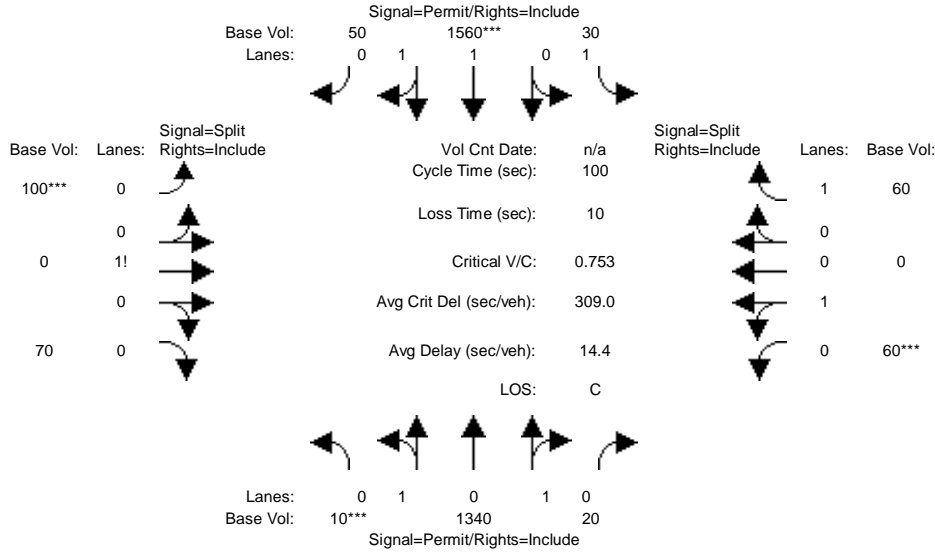 Signal=Permit/Rights=Include
Base Vol: 50 1560*** 30
Lanes: 0 1 1 0 1
Signal=Split
Base Vol: Lanes: Rights=Include
Vol Cnt Date: n/a
Signal=Split
Rights=Include Lanes: Base Vol:
Cycle Time (sec): 100
100*** 0
1 60
Loss Time (sec): 10
0
0
0 1!
Critical V/C: 0.753
0 0
0
Avg Crit Del (sec/veh): 309.0
1
70 0
Avg Delay (sec/veh): 14.4
0 60***
LOS: C
Lanes: 0 1 0 1 0
Base Vol: 10*** 1340 20
Signal=Permit/Rights=Include